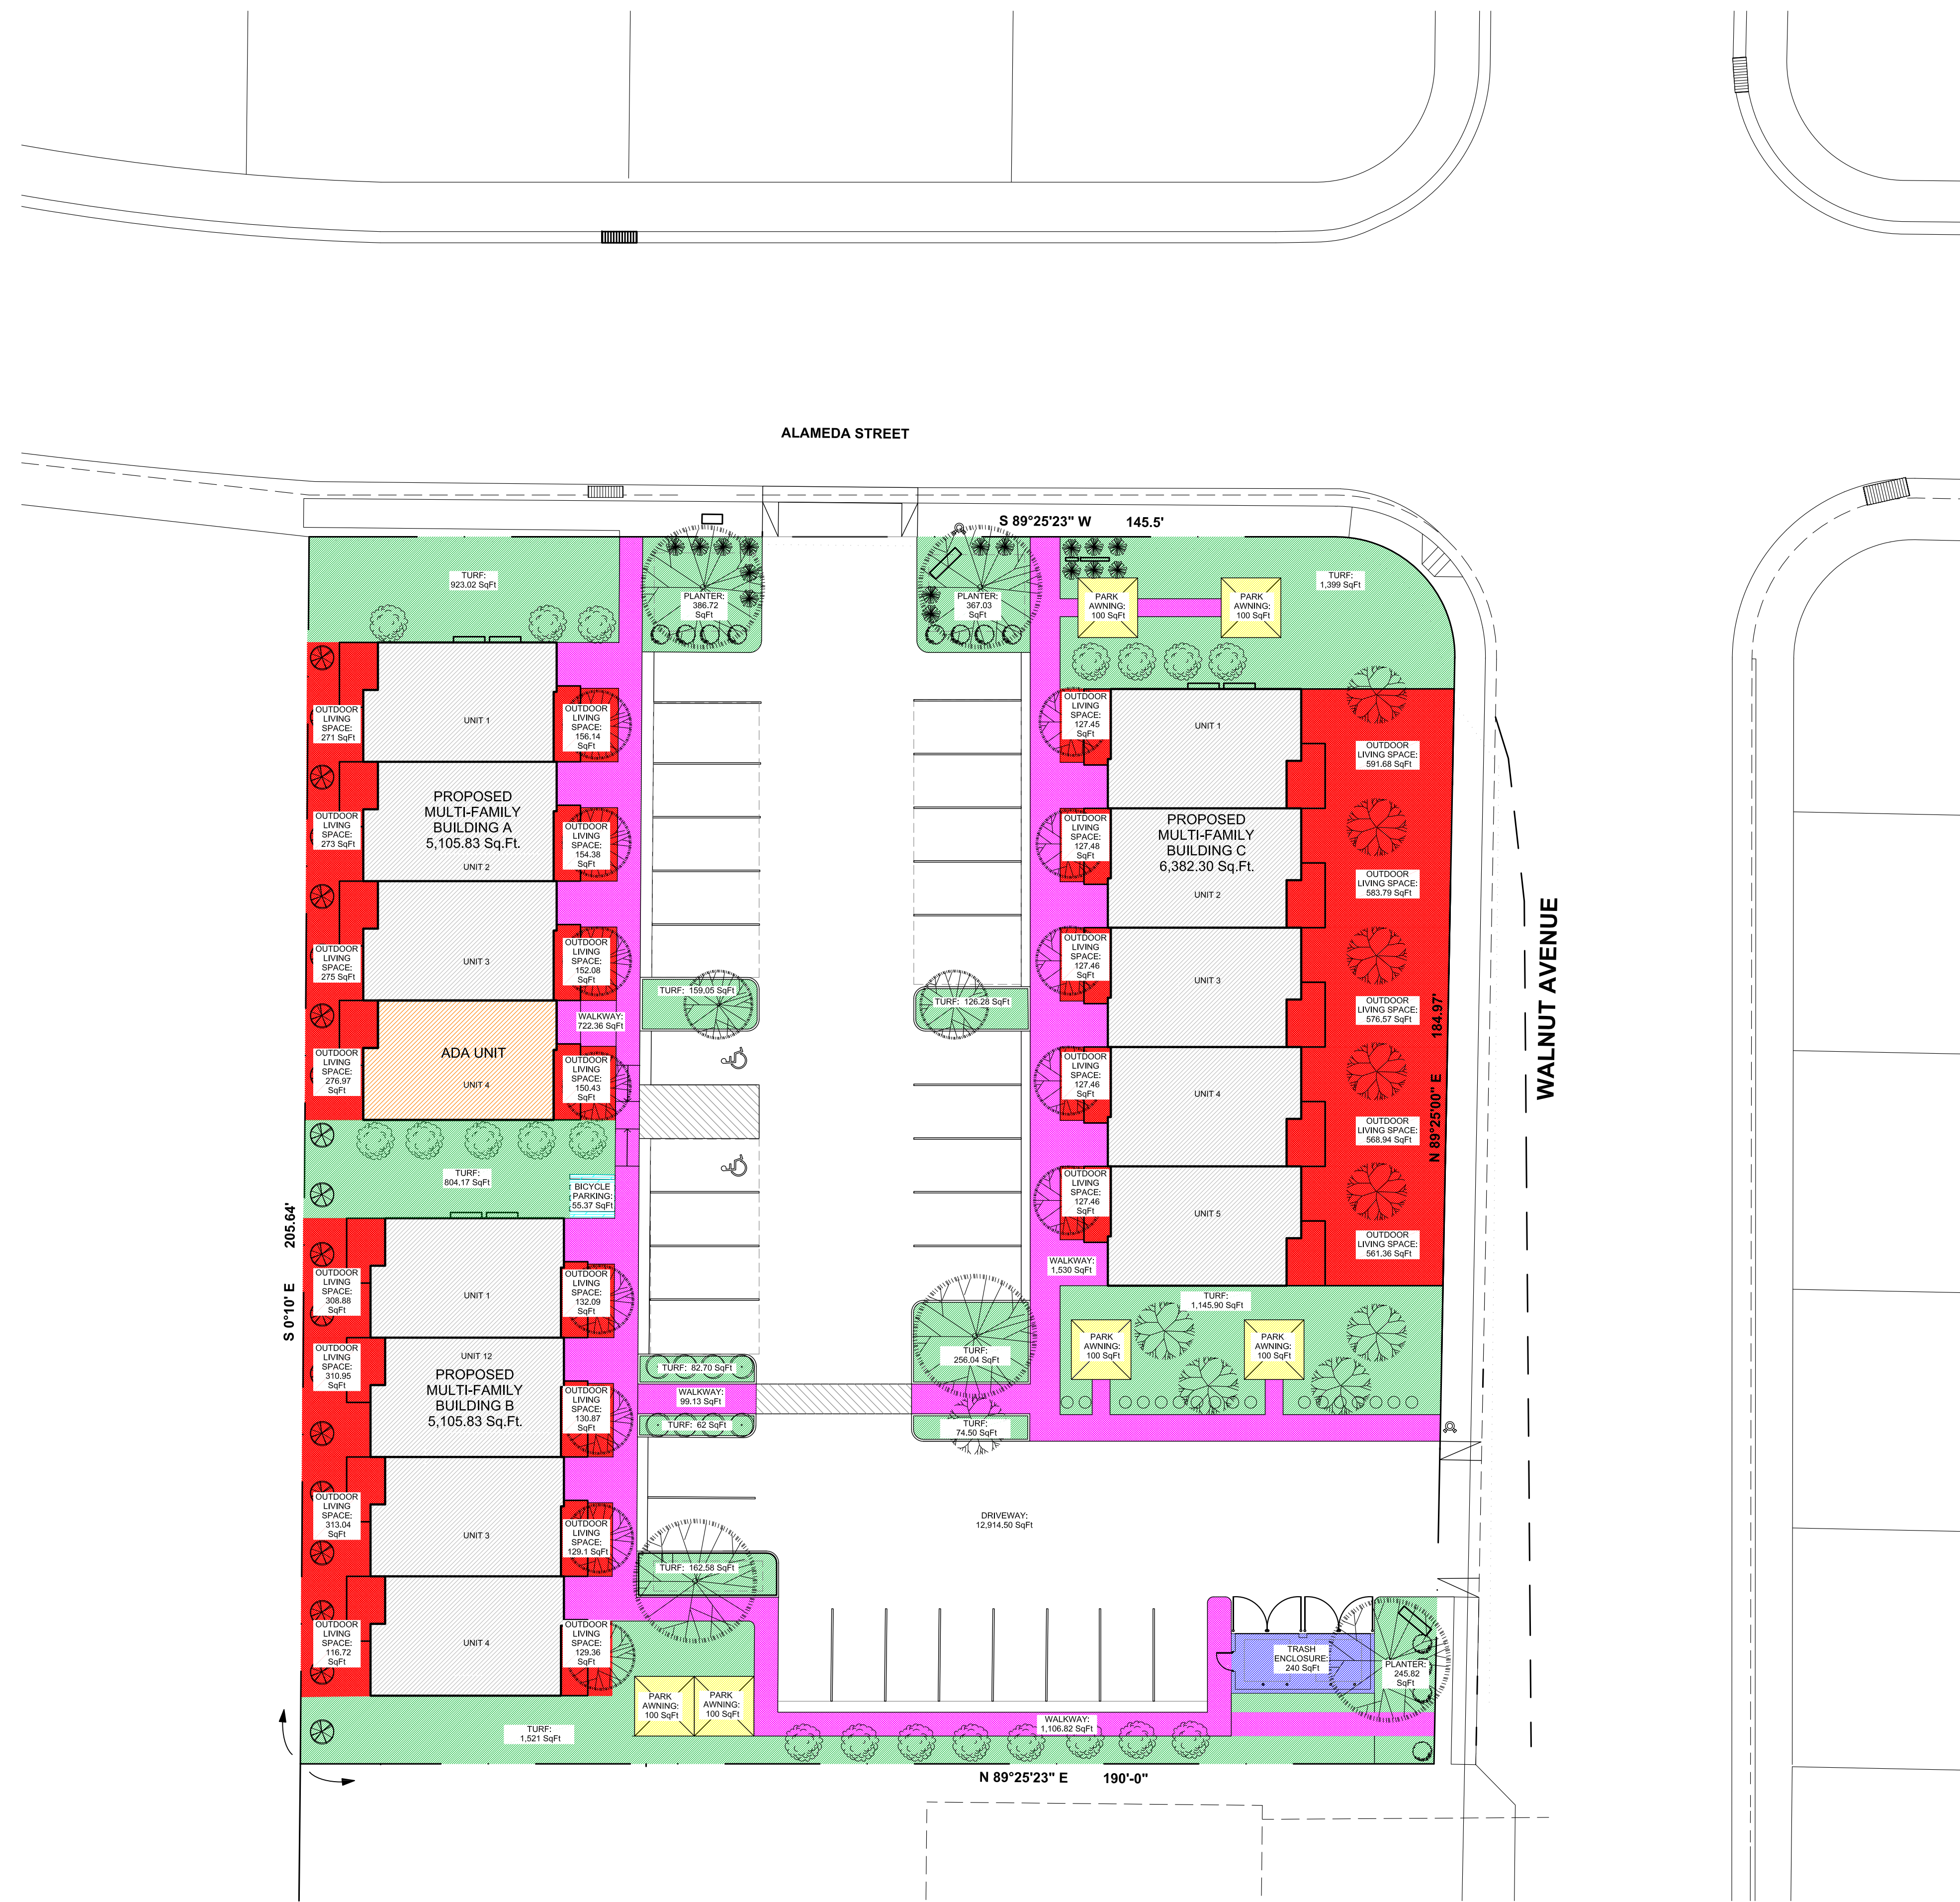 ALAMEDA STREET
S 89°25'23" W 145.5'
TURF:
923.02 SqFt
PLANTER:
386.72
SqFt
PLANTER:
367.03
SqFt
PARK
AWNING:
100 SqFt
PARK
AWNING:
100 SqFt
TURF:
1,399 SqFt
OUTDOOR
LIVING
SPACE:
271 SqFt
UNIT 1
OUTDOOR
LIVING
SPACE:
156.14
SqFt
OUTDOOR
LIVING
SPACE:
273 SqFt
PROPOSED
MULTI-FAMILY
BUILDING A
5,105.83 Sq.Ft.
UNIT 2
OUTDOOR
LIVING
SPACE:
154.38
SqFt
OUTDOOR
LIVING
SPACE:
275 SqFt
UNIT 3
OUTDOOR
LIVING
SPACE:
152.08
SqFt
WALKWAY:
722.36 SqFt
OUTDOOR
LIVING
SPACE:
276.97
SqFt
ADA UNIT
UNIT 4
OUTDOOR
LIVING
SPACE:
150.43
SqFt
TURF:
804.17 SqFt
BICYCLE
PARKING:
55.37 SqFt
S 0°10' E 205.64'
OUTDOOR
LIVING
SPACE:
308.88
SqFt
UNIT 1
OUTDOOR
LIVING
SPACE:
132.09
SqFt
OUTDOOR
LIVING
SPACE:
310.95
SqFt
UNIT 12
PROPOSED
MULTI-FAMILY
BUILDING B
5,105.83 Sq.Ft.
OUTDOOR
LIVING
SPACE:
130.87
SqFt
OUTDOOR
LIVING
SPACE:
313.04
SqFt
UNIT 3
OUTDOOR
LIVING
SPACE:
129.1 SqFt
OUTDOOR
LIVING
SPACE:
116.72
SqFt
UNIT 4
OUTDOOR
LIVING
SPACE:
129.36
SqFt
TURF:
1,521 SqFt
PARK
AWNING:
100 SqFt
PARK
AWNING:
100 SqFt
TURF: 159.05 SqFt
TURF: 126.28 SqFt
TURF: 82.70 SqFt
WALKWAY:
99.13 SqFt
TURF: 62 SqFt
TURF: 162.58 SqFt
TURF:
256.04 SqFt
TURF:
74.50 SqFt
DRIVEWAY:
12,914.50 SqFt
OUTDOOR
LIVING
SPACE:
127.45
SqFt
UNIT 1
OUTDOOR
LIVING SPACE:
591.68 SqFt
OUTDOOR
LIVING
SPACE:
127.48
SqFt
PROPOSED
MULTI-FAMILY
BUILDING C
6,382.30 Sq.Ft.
UNIT 2
OUTDOOR
LIVING SPACE:
583.79 SqFt
OUTDOOR
LIVING
SPACE:
127.46
SqFt
UNIT 3
OUTDOOR
LIVING SPACE:
576.57 SqFt
OUTDOOR
LIVING
SPACE:
127.46
SqFt
UNIT 4
OUTDOOR
LIVING SPACE:
568.94 SqFt
OUTDOOR
LIVING
SPACE:
127.46
SqFt
UNIT 5
OUTDOOR
LIVING SPACE:
561.36 SqFt
WALKWAY:
1,530 SqFt
TURF:
1,145.90 SqFt
PARK
AWNING:
100 SqFt
PARK
AWNING:
100 SqFt
N 89°25'00" E 184.97'
WALNUT AVENUE
TRASH
ENCLOSURE:
240 SqFt
PLANTER:
245.82
SqFt
WALKWAY:
1,106.82 SqFt
N 89°25'23" E 190'-0"